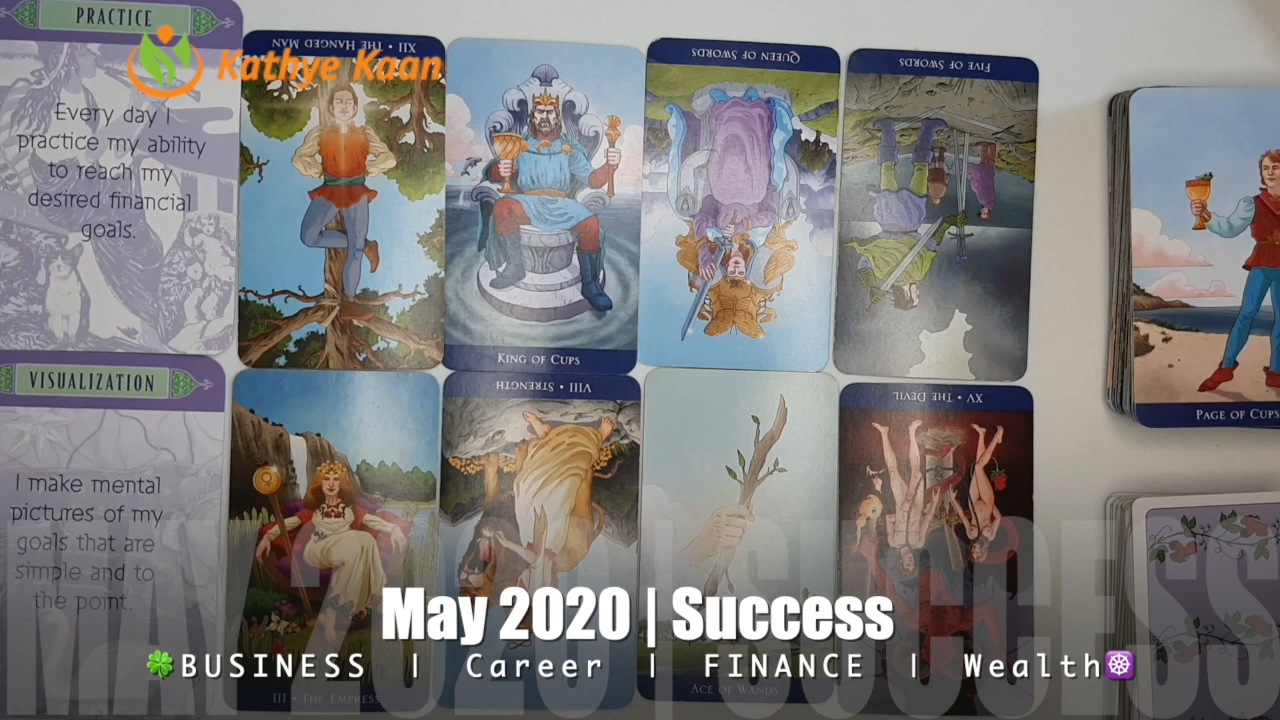 PRACTICE
Kathye Kaan
Every day I
practice my ability
to reach my
desired financial
goals.
XII • THE HANGED MAN
KING OF CUPS
QUEEN OF SWORDS
FIVE OF SWORDS
PAGE OF CUPS
VISUALIZATION
I make mental
pictures of my
goals that are
simple and to
the point.
VIII • STRENGTH
XV • THE DEVIL
MAY 2020 | SUCCESS
May 2020 | Success
🍀BUSINESS | Career | FINANCE | Wealth☸️
III • THE EMPRESS
ACE OF WANDS